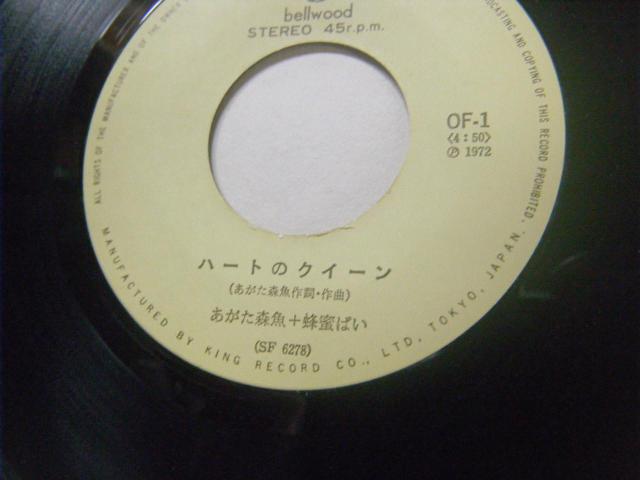 bellwood
STEREO 45r.p.m.
OF-1
〈4:50〉
Ⓟ 1972
ハートのクイーン
(あがた森魚作詞・作曲)
あがた森魚+蜂蜜ぱい
(SF 6278)
ALL RIGHTS OF THE MANUFACTURER AND OF THE OWNER
BROADCASTING AND COPYING OF THIS RECORD PROHIBITED.
MANUFACTURED BY KING RECORD CO., LTD, TOKYO, JAPAN.